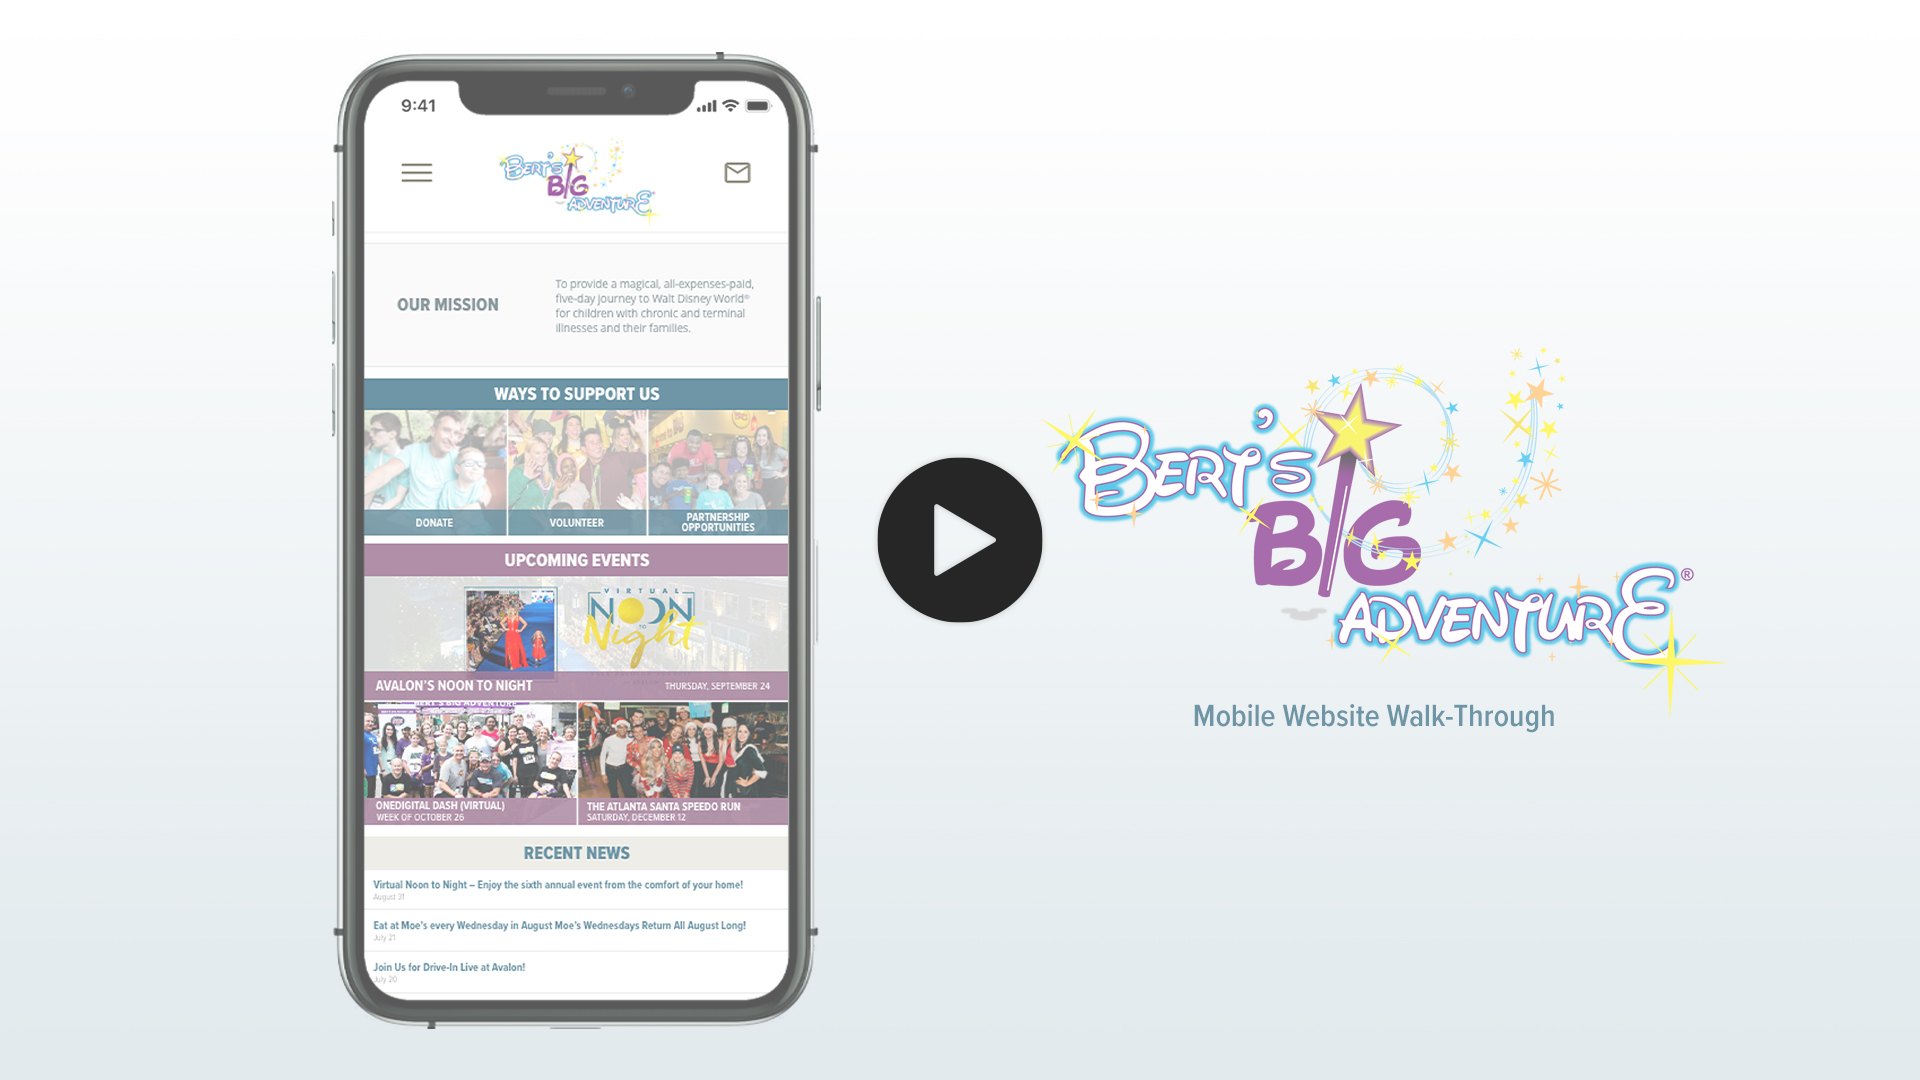 9:41
BERT'S
BIG
ADVENTURE
OUR MISSION
To provide a magical, all-expenses-paid,
five-day journey to Walt Disney World®
for children with chronic and terminal
illnesses and their families.
WAYS TO SUPPORT US
DONATE
VOLUNTEER
PARTNERSHIP
OPPORTUNITIES
UPCOMING EVENTS
VIRTUAL
NOON
TO
Night
AVALON'S NOON TO NIGHT
THURSDAY, SEPTEMBER 24
BERT'S BIG ADVENTURE
ONEDIGITAL DASH (VIRTUAL)
WEEK OF OCTOBER 26
THE ATLANTA SANTA SPEEDO RUN
SATURDAY, DECEMBER 12
RECENT NEWS
Virtual Noon to Night – Enjoy the sixth annual event from the comfort of your home!
August 31
Eat at Moe's every Wednesday in August Moe's Wednesdays Return All August Long!
July 21
Join Us for Drive-In Live at Avalon!
July 20
BERT'S
BIG
ADVENTURE®
Mobile Website Walk-Through